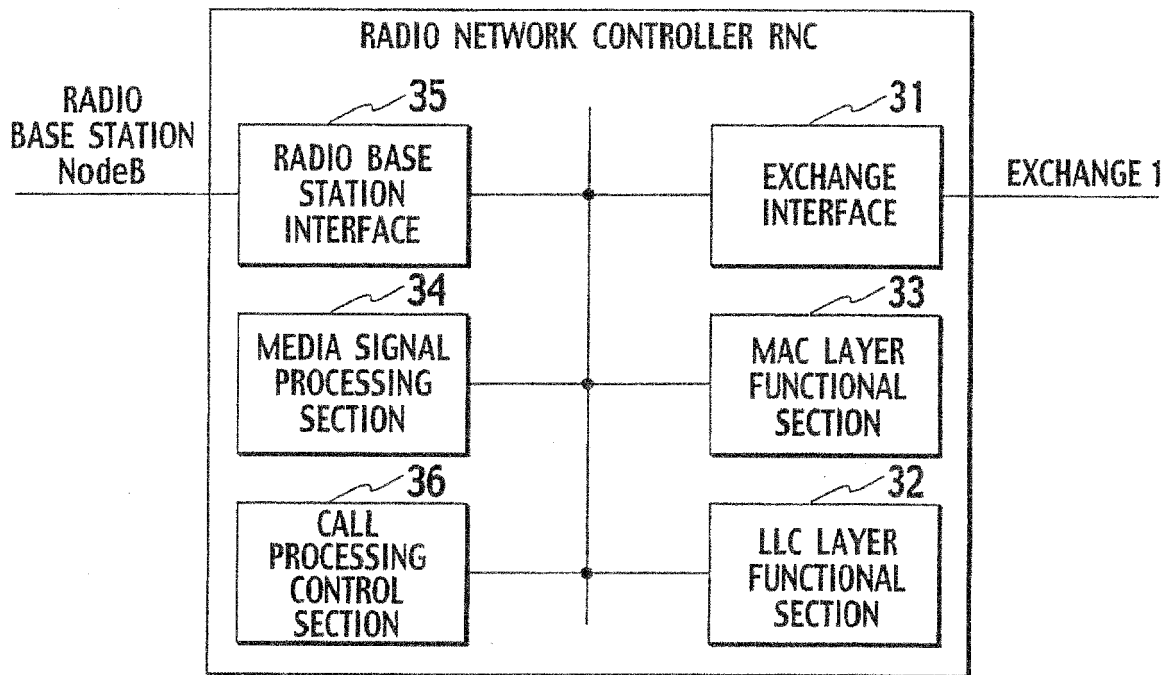 RADIO NETWORK CONTROLLER RNC
RADIO
BASE STATION
NodeB
35
RADIO BASE
STATION
INTERFACE
31
EXCHANGE
INTERFACE
EXCHANGE 1
34
MEDIA SIGNAL
PROCESSING
SECTION
33
MAC LAYER
FUNCTIONAL
SECTION
36
CALL
PROCESSING
CONTROL
SECTION
32
LLC LAYER
FUNCTIONAL
SECTION